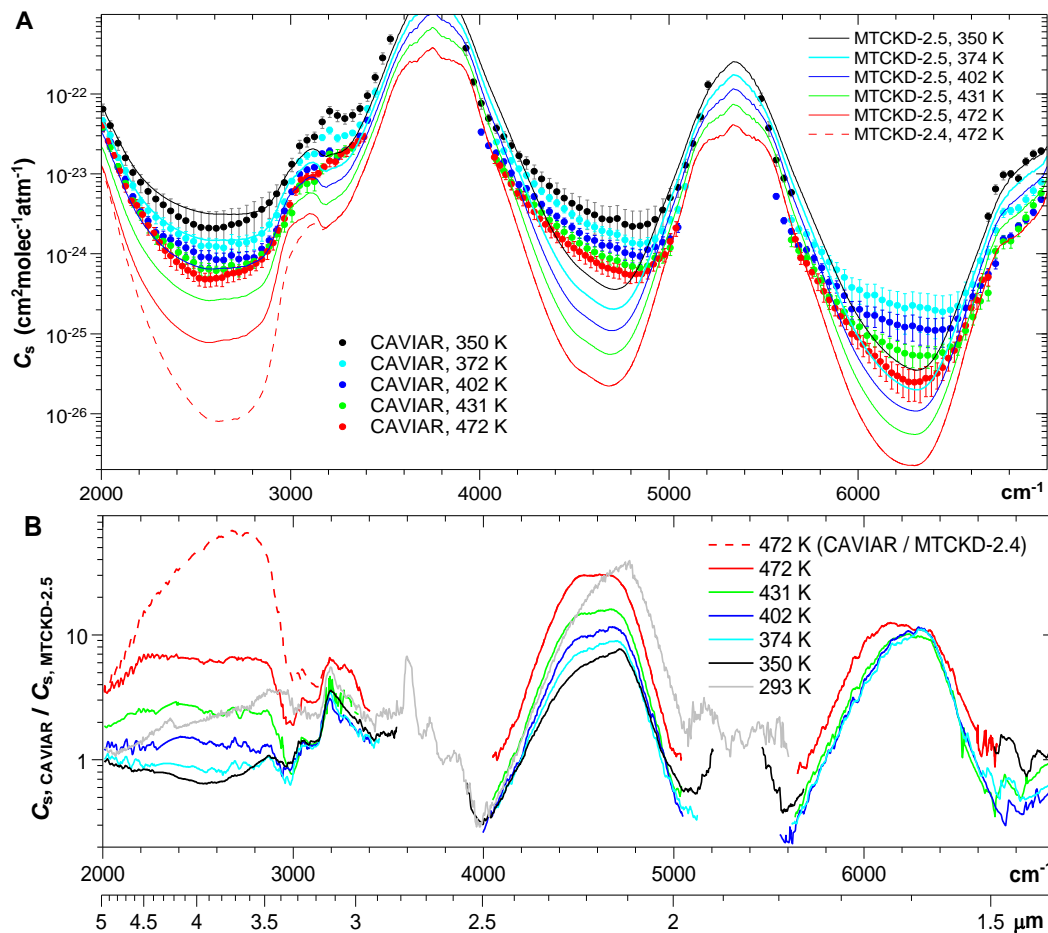 A
C_s (cm²molec⁻¹atm⁻¹)
10⁻²²
10⁻²³
10⁻²⁴
10⁻²⁵
10⁻²⁶
MTCKD-2.5, 350 K
MTCKD-2.5, 374 K
MTCKD-2.5, 402 K
MTCKD-2.5, 431 K
MTCKD-2.5, 472 K
MTCKD-2.4, 472 K
CAVIAR, 350 K
CAVIAR, 372 K
CAVIAR, 402 K
CAVIAR, 431 K
CAVIAR, 472 K
2000 3000 4000 5000 6000 cm⁻¹
B
C_s, CAVIAR / C_s, MTCKD-2.5
10
1
472 K (CAVIAR / MTCKD-2.4)
472 K
431 K
402 K
374 K
350 K
293 K
2000 3000 4000 5000 6000 cm⁻¹
5 4.5 4 3.5 3 2.5 2 1.5 μm